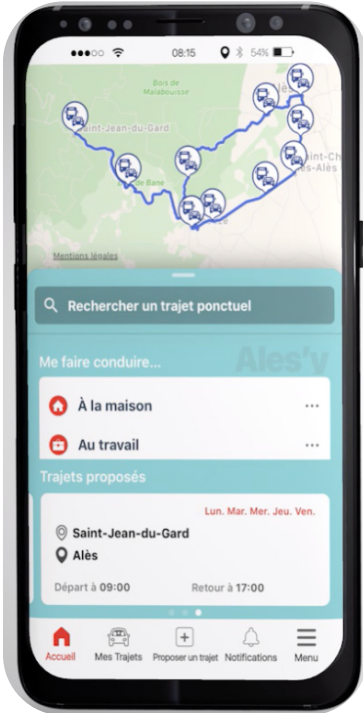 08:15 54%
Bois de
Malabouisse
Saint-Jean-du-Gard
de Bane
Mentions légales
Rechercher un trajet ponctuel
Ales'y
Me faire conduire...
À la maison
Au travail
Trajets proposés
Lun. Mar. Mer. Jeu. Ven.
Saint-Jean-du-Gard
Alès
Départ à 09:00 Retour à 17:00
Accueil Mes Trajets Proposer un trajet Notifications Menu